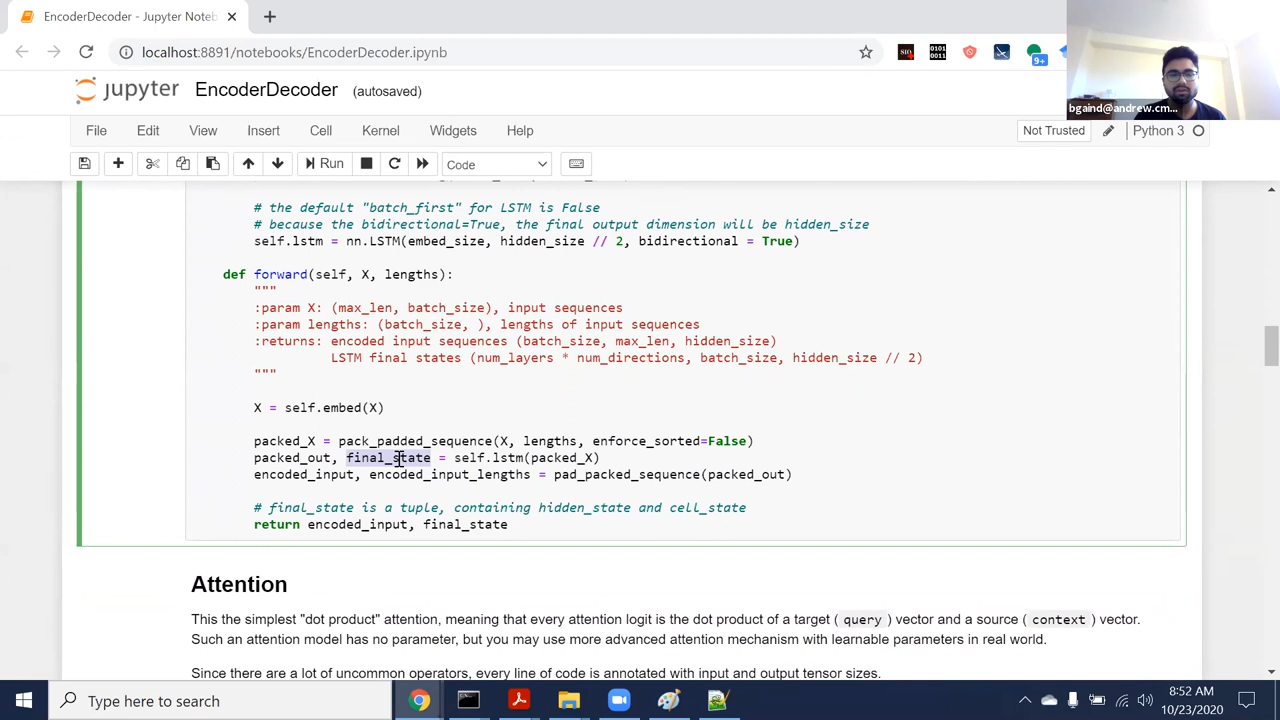 EncoderDecoder - Jupyter Noteb
localhost:8891/notebooks/EncoderDecoder.ipynb
SIO
0101
0011
9+
bgaind@andrew.cm...
jupyter EncoderDecoder (autosaved)
File Edit View Insert Cell Kernel Widgets Help
Not Trusted Python 3
Run Code
# the default "batch_first" for LSTM is False
# because the bidirectional=True, the final output dimension will be hidden_size
self.lstm = nn.LSTM(embed_size, hidden_size // 2, bidirectional = True)
def forward(self, X, lengths):
"""
:param X: (max_len, batch_size), input sequences
:param lengths: (batch_size, ), lengths of input sequences
:returns: encoded input sequences (batch_size, max_len, hidden_size)
LSTM final states (num_layers * num_directions, batch_size, hidden_size // 2)
"""
X = self.embed(X)
packed_X = pack_padded_sequence(X, lengths, enforce_sorted=False)
packed_out, final_state = self.lstm(packed_X)
encoded_input, encoded_input_lengths = pad_packed_sequence(packed_out)
# final_state is a tuple, containing hidden_state and cell_state
return encoded_input, final_state
Attention
This the simplest "dot product" attention, meaning that every attention logit is the dot product of a target ( query ) vector and a source ( context ) vector.
Such an attention model has no parameter, but you may use more advanced attention mechanism with learnable parameters in real world.
Since there are a lot of uncommon operators, every line of code is annotated with input and output tensor sizes.
Type here to search
8:52 AM
10/23/2020